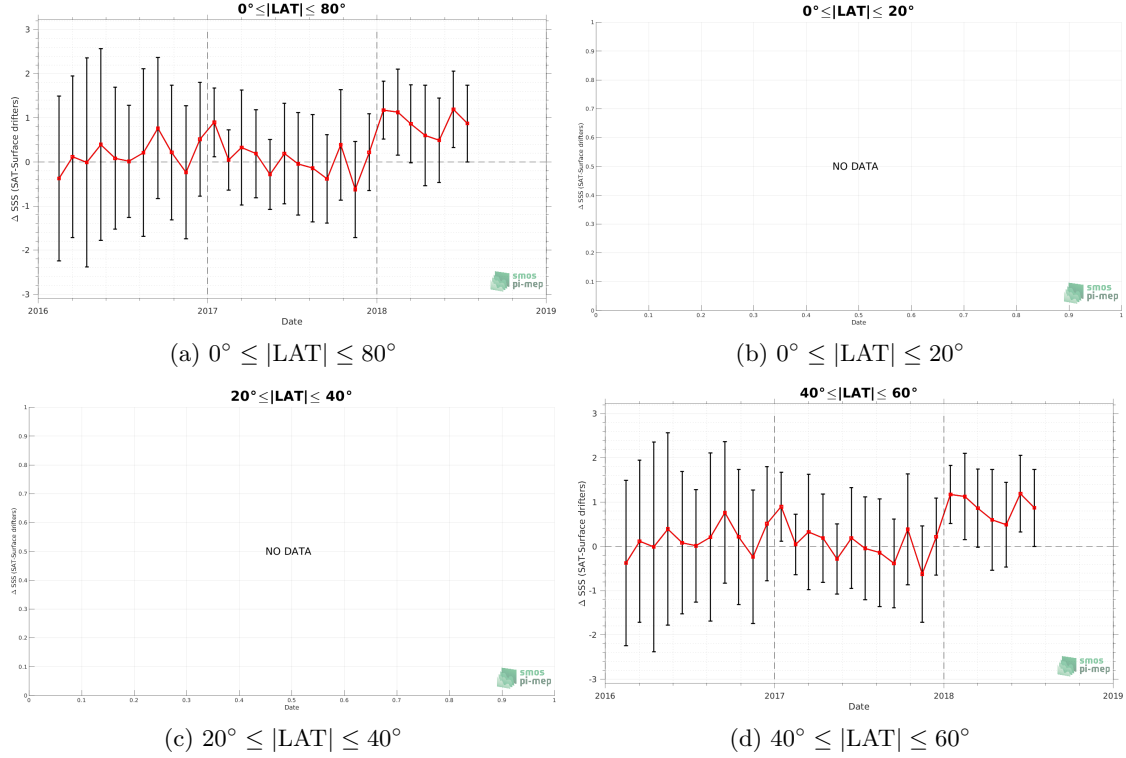 0°≤|LAT|≤ 80°
Δ SSS (SAT-Surface drifters)
3
2
1
0
-1
-2
-3
2016
2017
2018
2019
Date
smos
pi-mep
(a) 0° ≤ |LAT| ≤ 80°
0°≤|LAT|≤ 20°
Δ SSS (SAT-Surface drifters)
1
0.9
0.8
0.7
0.6
0.5
0.4
0.3
0.2
0.1
0
NO DATA
0
0.1
0.2
0.3
0.4
0.5
0.6
0.7
0.8
0.9
1
Date
smos
pi-mep
(b) 0° ≤ |LAT| ≤ 20°
20°≤|LAT|≤ 40°
Δ SSS (SAT-Surface drifters)
1
0.9
0.8
0.7
0.6
0.5
0.4
0.3
0.2
0.1
0
NO DATA
0
0.1
0.2
0.3
0.4
0.5
0.6
0.7
0.8
0.9
1
Date
smos
pi-mep
(c) 20° ≤ |LAT| ≤ 40°
40°≤|LAT|≤ 60°
Δ SSS (SAT-Surface drifters)
3
2
1
0
-1
-2
-3
2016
2017
2018
2019
Date
smos
pi-mep
(d) 40° ≤ |LAT| ≤ 60°